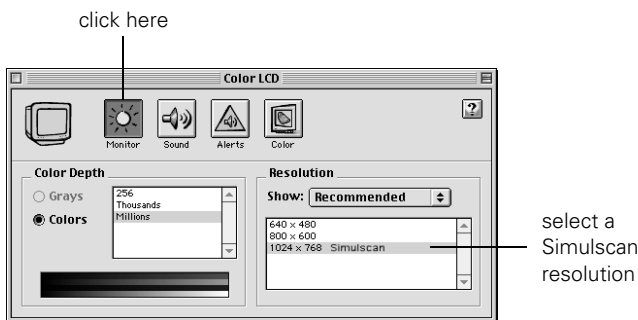 click here
Color LCD
?
Monitor Sound Alerts Color
Color Depth
Grays
Colors
256
Thousands
Millions
Resolution
Show: Recommended
640 x 480
800 x 600
1024 x 768 Simulscan
select a
Simulscan
resolution